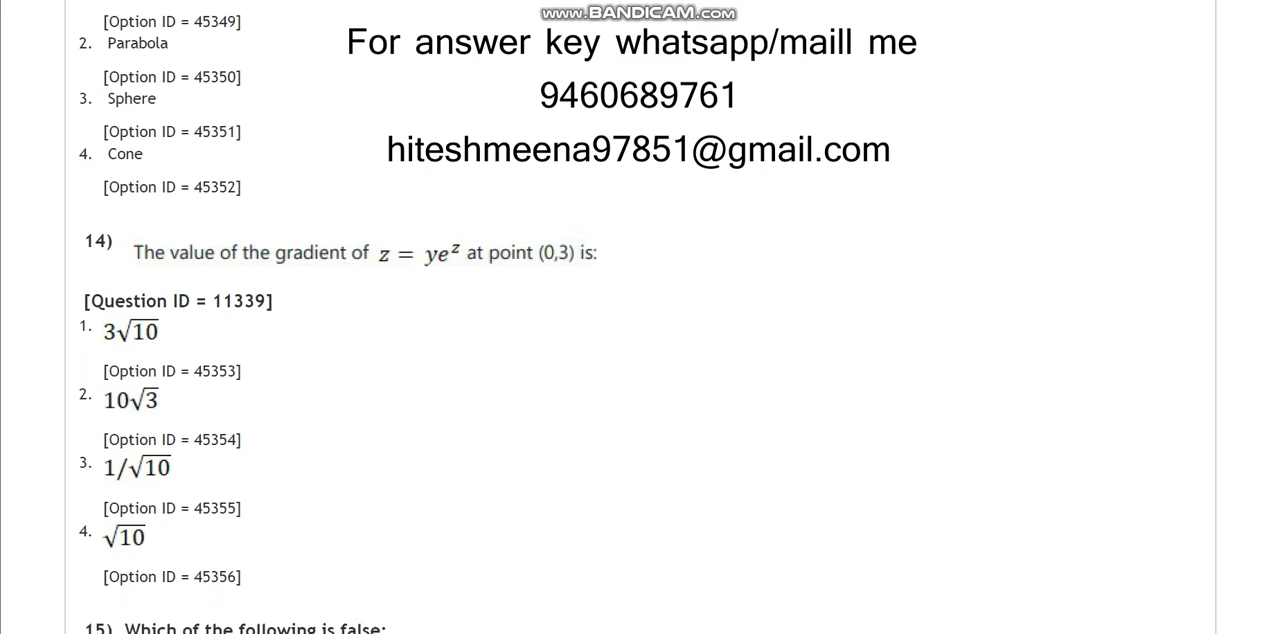 www.BANDICAM.com
[Option ID = 45349]
2. Parabola
For answer key whatsapp/maill me
[Option ID = 45350]
3. Sphere
9460689761
[Option ID = 45351]
4. Cone
hiteshmeena97851@gmail.com
[Option ID = 45352]
14) The value of the gradient of z = ye^z at point (0,3) is:
[Question ID = 11339]
1. 3√10
[Option ID = 45353]
2. 10√3
[Option ID = 45354]
3. 1/√10
[Option ID = 45355]
4. √10
[Option ID = 45356]
15) Which of the following is false: